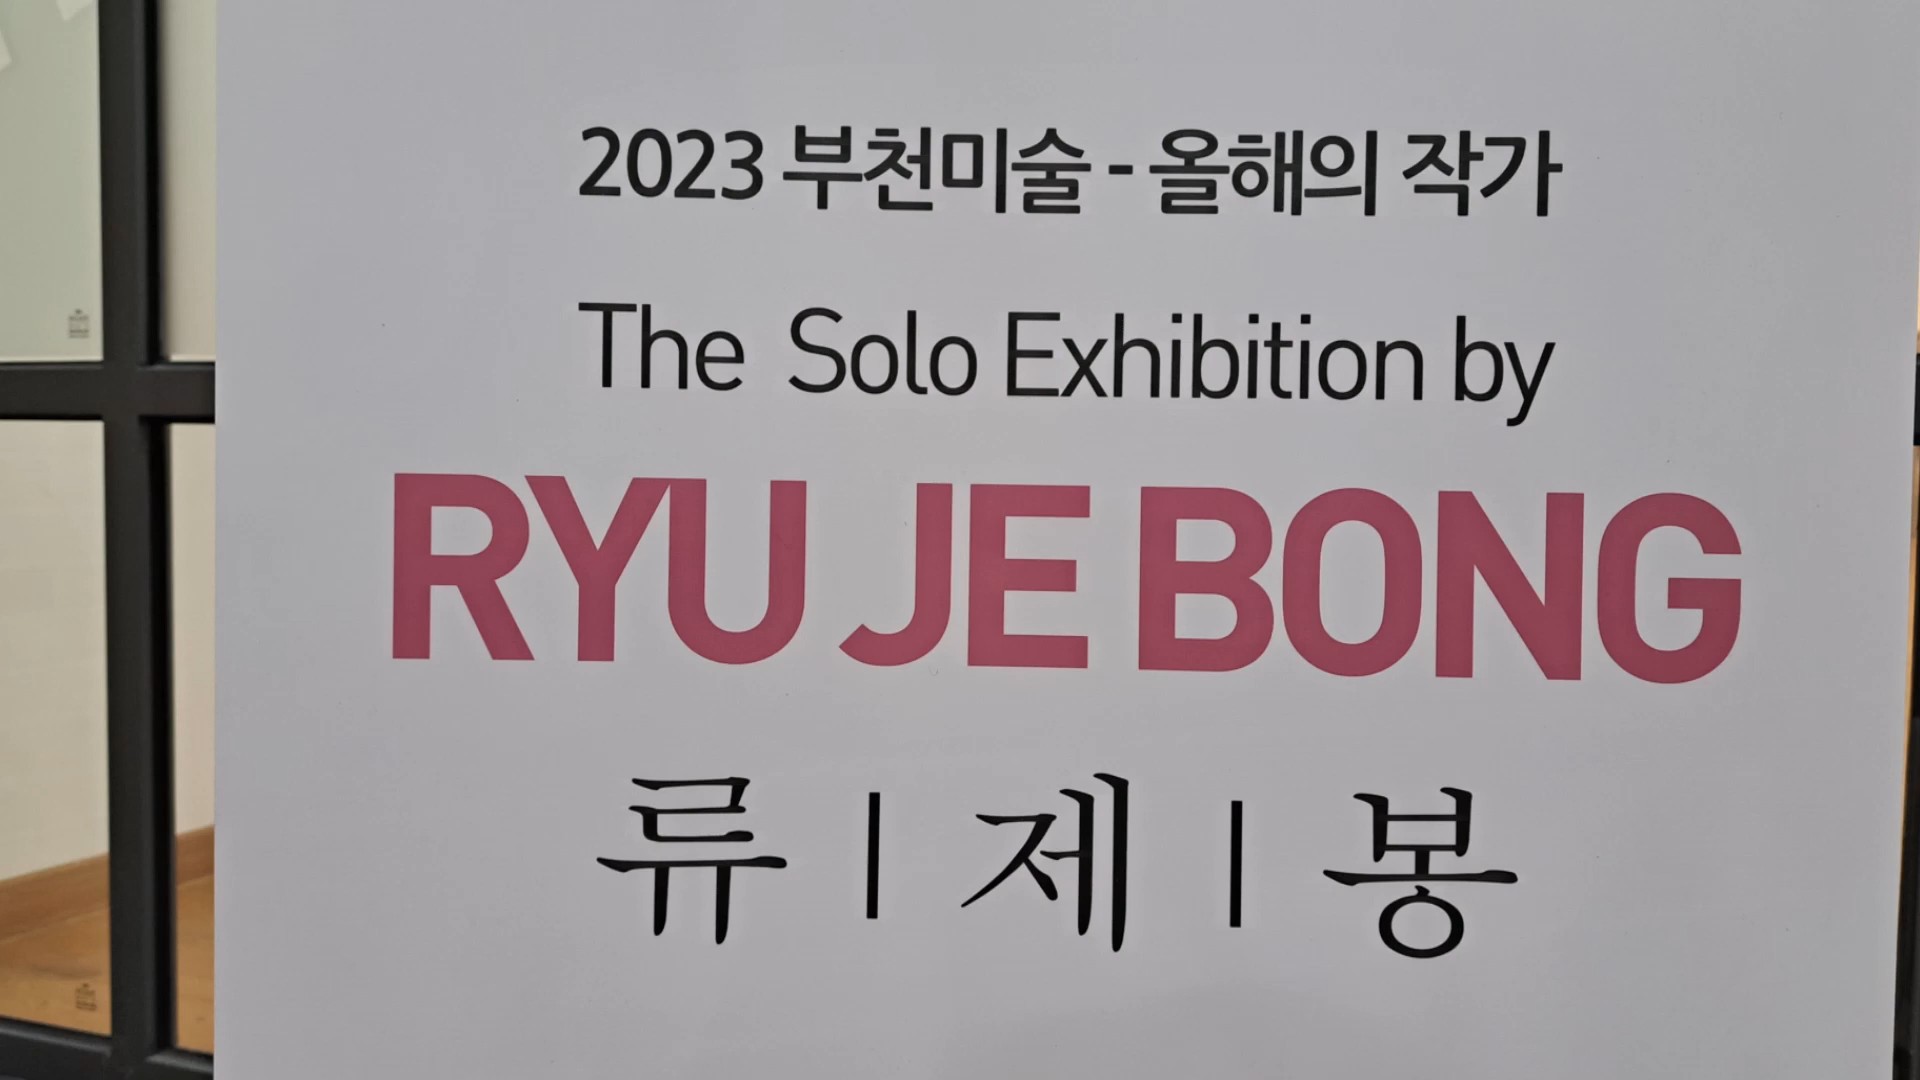 2023 부천미술 - 올해의 작가
The Solo Exhibition by
RYU JE BONG
류 | 제 | 봉